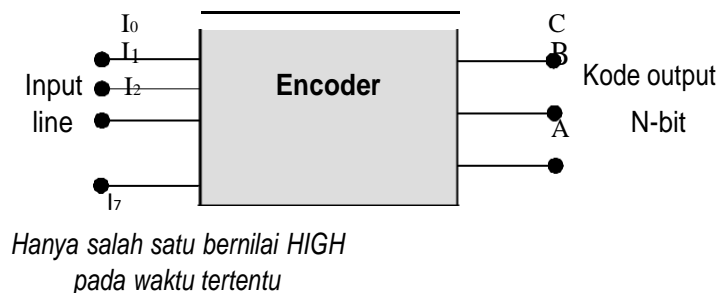 I₀
I₁
Input I₂
line
I₇
Encoder
C
B
A
Kode output
N-bit
Hanya salah satu bernilai HIGH
pada waktu tertentu